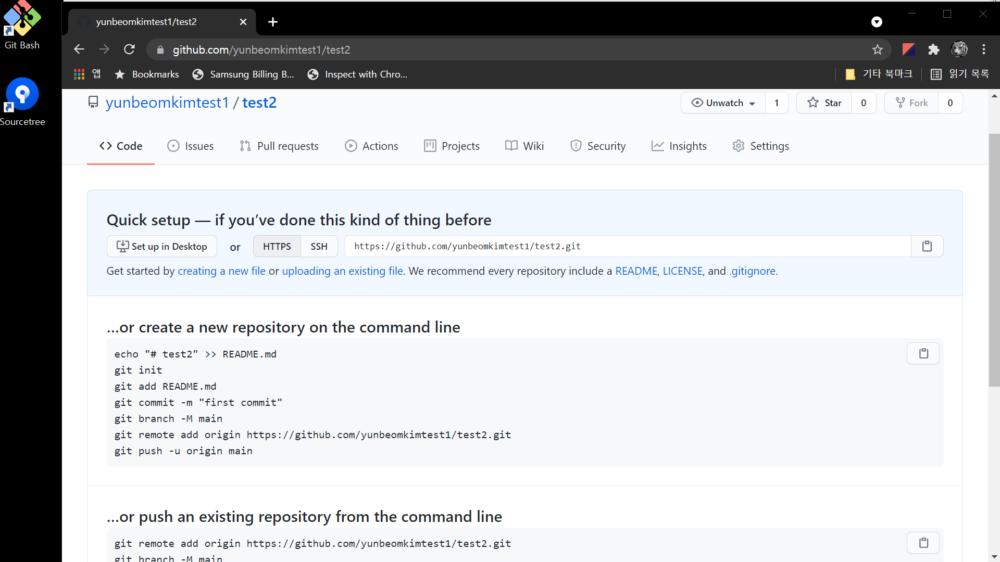 Git Bash
Sourcetree
yunbeomkimtest1/test2
github.com/yunbeomkimtest1/test2
앱
Bookmarks
Samsung Billing B...
Inspect with Chro...
기타 북마크
읽기 목록
yunbeomkimtest1 / test2
Unwatch 1
Star 0
Fork 0
Code
Issues
Pull requests
Actions
Projects
Wiki
Security
Insights
Settings
Quick setup — if you’ve done this kind of thing before
Set up in Desktop or HTTPS SSH https://github.com/yunbeomkimtest1/test2.git
Get started by creating a new file or uploading an existing file. We recommend every repository include a README, LICENSE, and .gitignore.
…or create a new repository on the command line
echo "# test2" >> README.md
git init
git add README.md
git commit -m "first commit"
git branch -M main
git remote add origin https://github.com/yunbeomkimtest1/test2.git
git push -u origin main
…or push an existing repository from the command line
git remote add origin https://github.com/yunbeomkimtest1/test2.git
git branch -M main